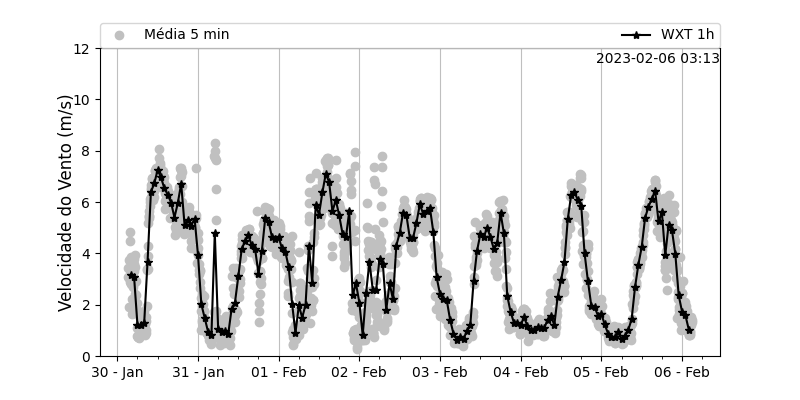 Média 5 min
WXT 1h
2023-02-06 03:13
Velocidade do Vento (m/s)
12
10
8
6
4
2
0
30 - Jan
31 - Jan
01 - Feb
02 - Feb
03 - Feb
04 - Feb
05 - Feb
06 - Feb